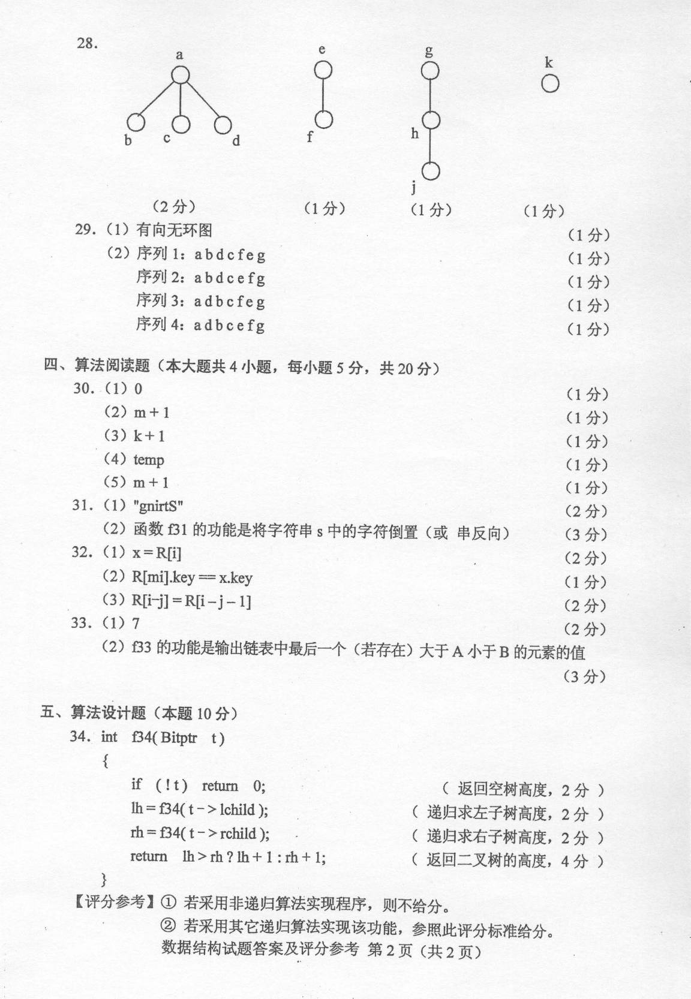 28.
a
e
g
k
b
c
d
f
h
j
（2 分）
（1 分）
（1 分）
（1 分）
29.（1）有向无环图 （1 分）
（2）序列 1：a b d c f e g （1 分）
序列 2：a b d c e f g （1 分）
序列 3：a d b c f e g （1 分）
序列 4：a d b c e f g （1 分）
四、算法阅读题（本大题共 4 小题，每小题 5 分，共 20 分）
30.（1）0 （1 分）
（2）m + 1 （1 分）
（3）k + 1 （1 分）
（4）temp （1 分）
（5）m + 1 （1 分）
31.（1）"gnirtS" （2 分）
（2）函数 f31 的功能是将字符串 s 中的字符倒置（或 串反向） （3 分）
32.（1）x = R[i] （2 分）
（2）R[mi].key == x.key （1 分）
（3）R[i-j] = R[i – j – 1] （2 分）
33.（1）7 （2 分）
（2）f33 的功能是输出链表中最后一个（若存在）大于 A 小于 B 的元素的值
（3 分）
五、算法设计题（本题 10 分）
34. int f34( Bitptr t )
{
if ( ! t ) return 0; （ 返回空树高度，2 分 ）
lh = f34( t – > lchild ); （ 递归求左子树高度，2 分 ）
rh = f34( t – > rchild ); （ 递归求右子树高度，2 分 ）
return lh > rh ? lh + 1 : rh + 1; （ 返回二叉树的高度，4 分 ）
}
【评分参考】① 若采用非递归算法实现程序，则不给分。
② 若采用其它递归算法实现该功能，参照此评分标准给分。
数据结构试题答案及评分参考 第 2 页（共 2 页）